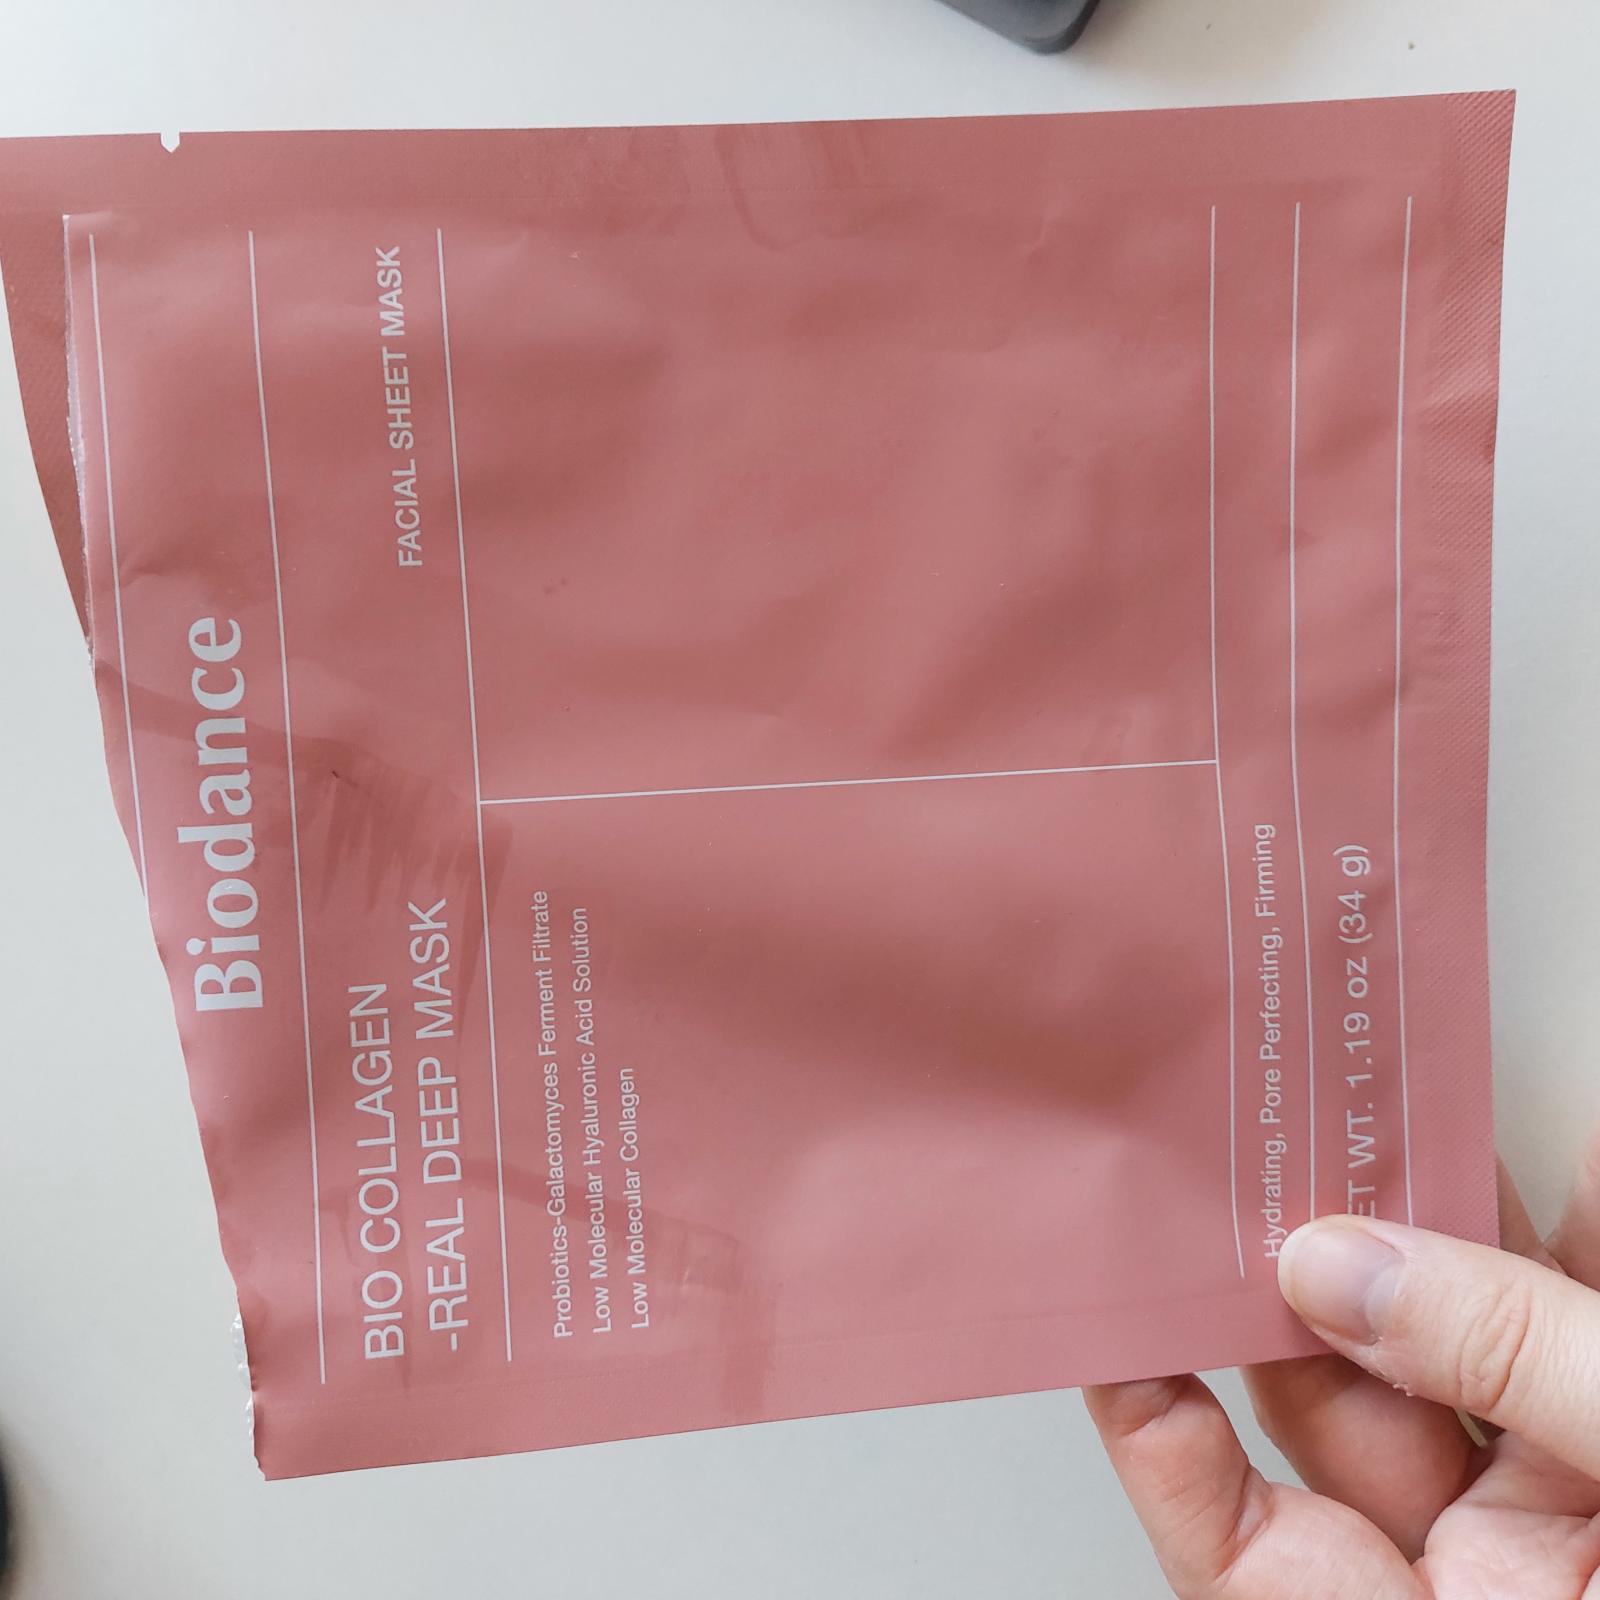 Biodance
BIO COLLAGEN
-REAL DEEP MASK
FACIAL SHEET MASK
Probiotics-Galactomyces Ferment Filtrate
Low Molecular Hyaluronic Acid Solution
Low Molecular Collagen
Hydrating, Pore Perfecting, Firming
ET WT. 1.19 oz (34 g)